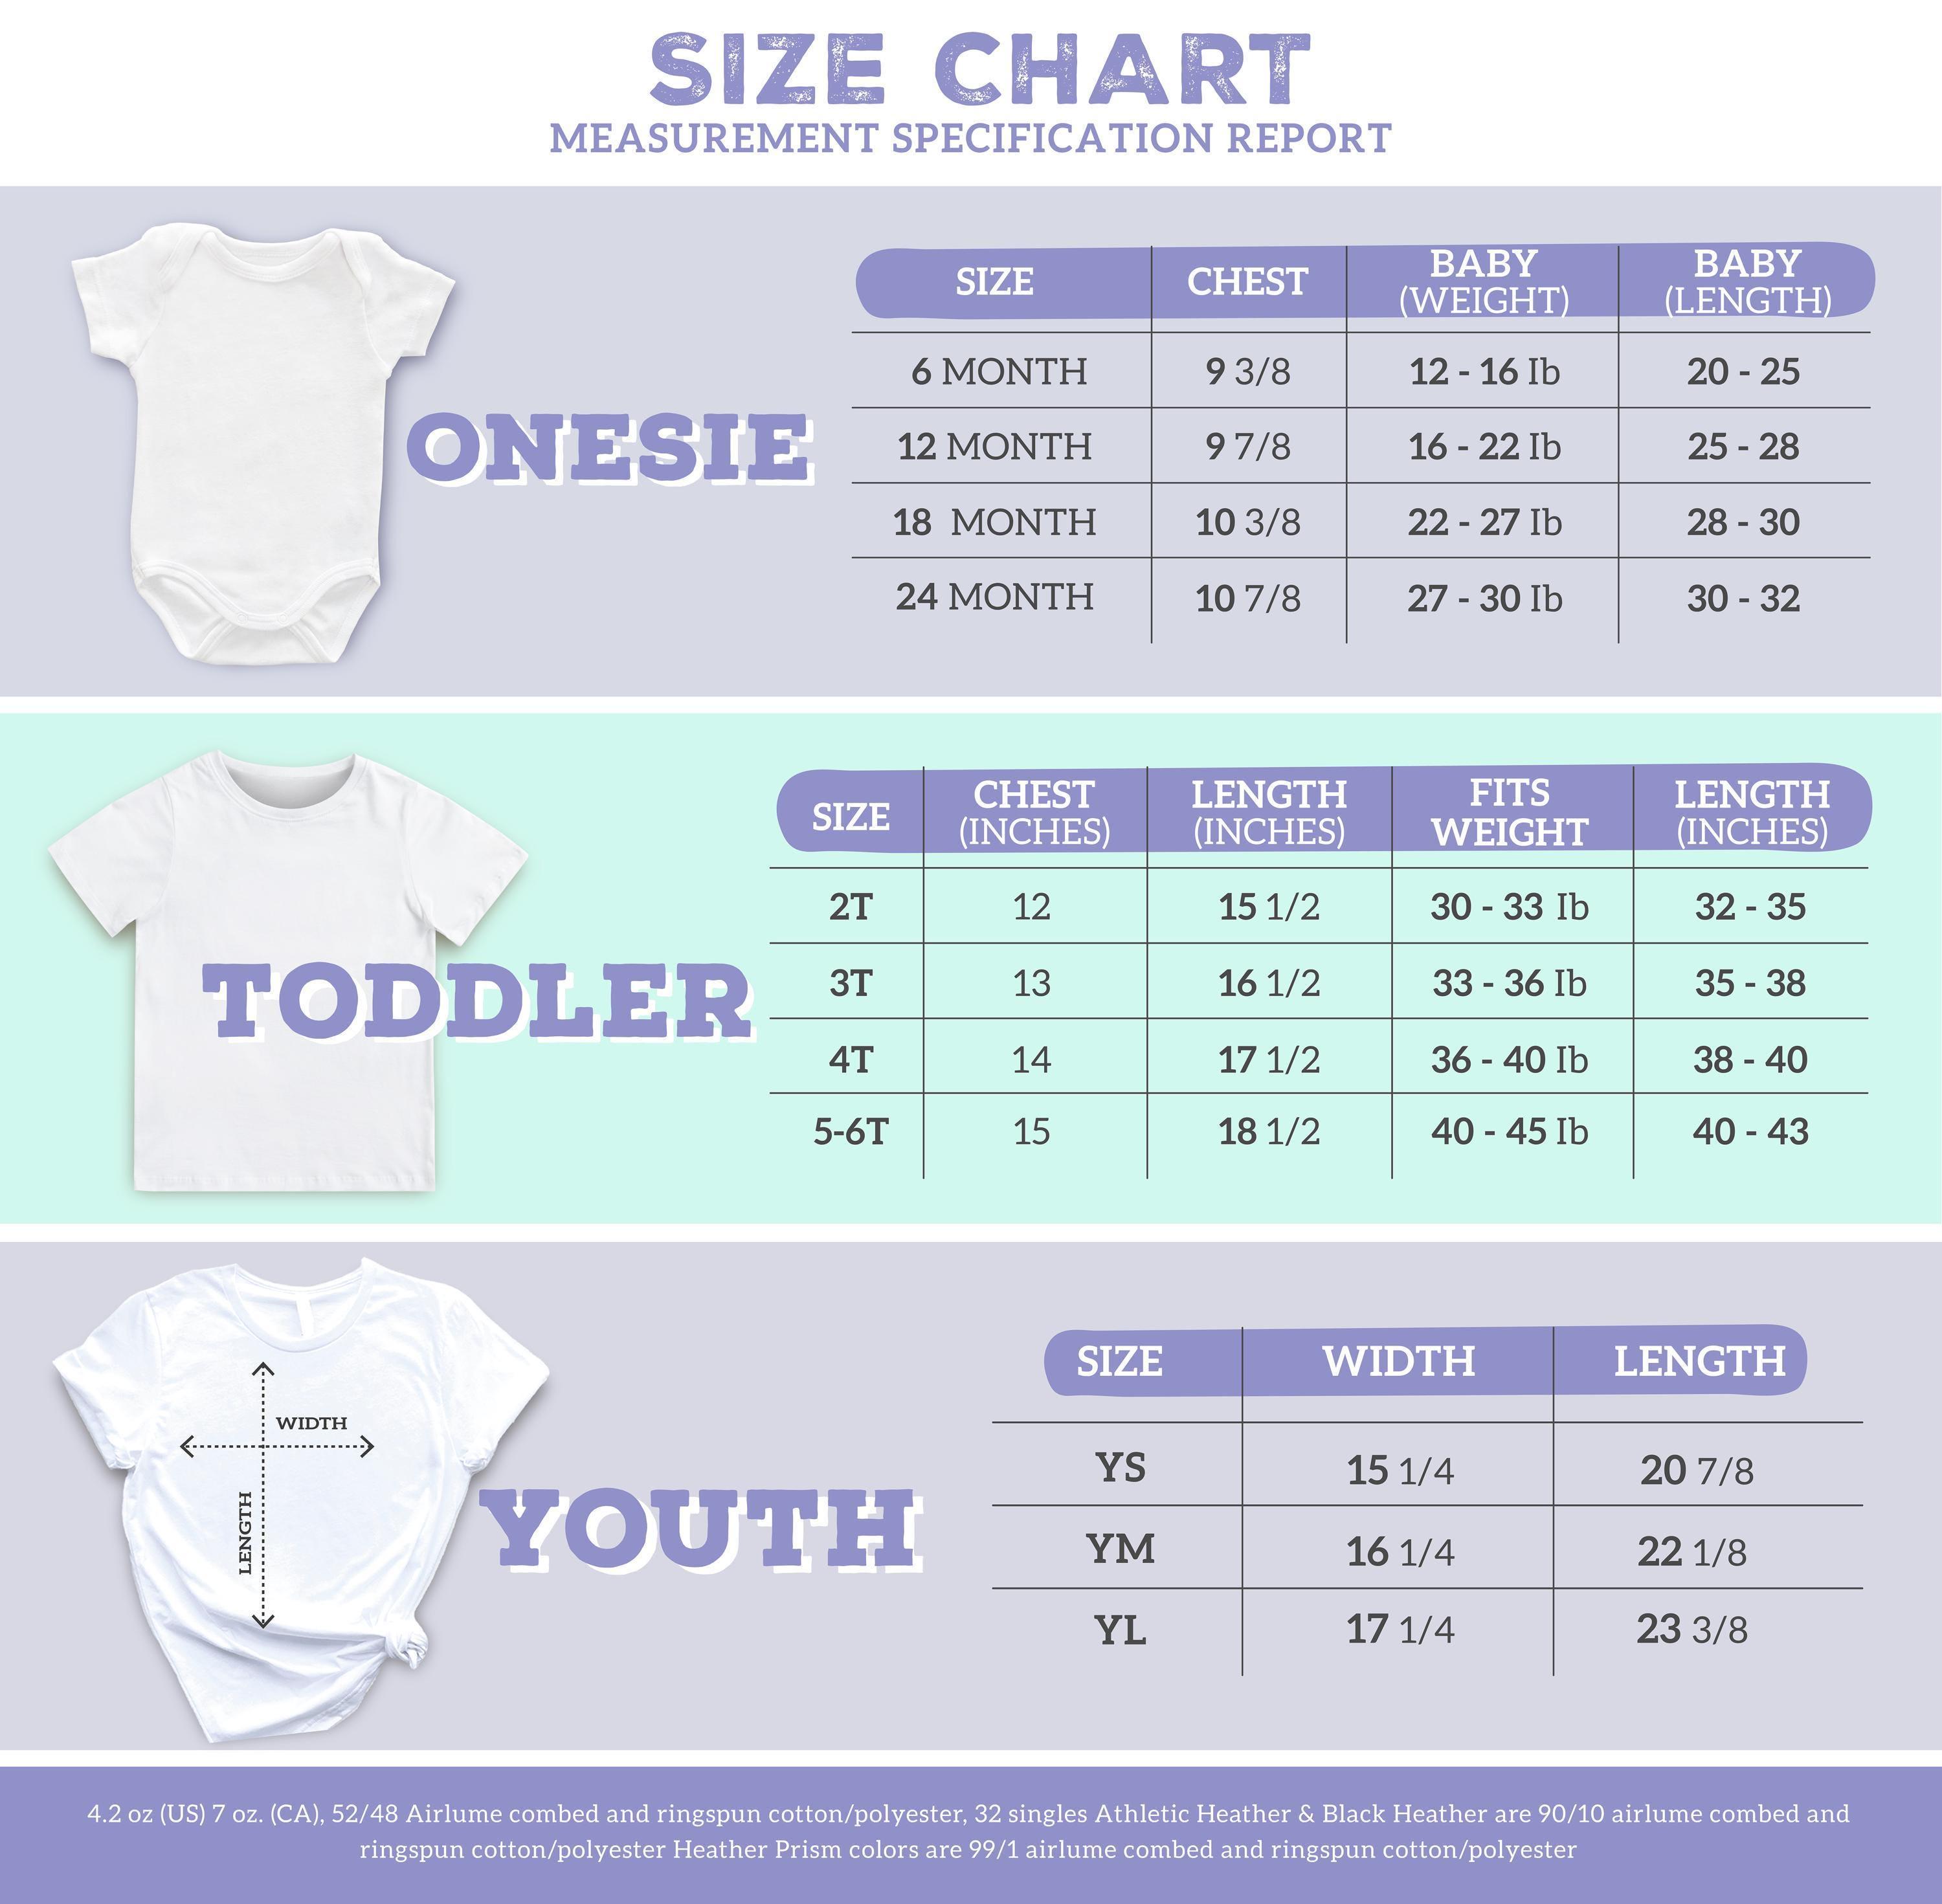 SIZE CHART
MEASUREMENT SPECIFICATION REPORT
ONESIE
SIZE CHEST BABY (WEIGHT) BABY (LENGTH)
6 MONTH 9 3/8 12 - 16 Ib 20 - 25
12 MONTH 9 7/8 16 - 22 Ib 25 - 28
18 MONTH 10 3/8 22 - 27 Ib 28 - 30
24 MONTH 10 7/8 27 - 30 Ib 30 - 32
TODDLER
SIZE CHEST (INCHES) LENGTH (INCHES) FITS WEIGHT LENGTH (INCHES)
2T 12 15 1/2 30 - 33 Ib 32 - 35
3T 13 16 1/2 33 - 36 Ib 35 - 38
4T 14 17 1/2 36 - 40 Ib 38 - 40
5-6T 15 18 1/2 40 - 45 Ib 40 - 43
WIDTH
LENGTH
YOUTH
SIZE WIDTH LENGTH
YS 15 1/4 20 7/8
YM 16 1/4 22 1/8
YL 17 1/4 23 3/8
4.2 oz (US) 7 oz. (CA), 52/48 Airlume combed and ringspun cotton/polyester, 32 singles Athletic Heather & Black Heather are 90/10 airlume combed and
ringspun cotton/polyester Heather Prism colors are 99/1 airlume combed and ringspun cotton/polyester